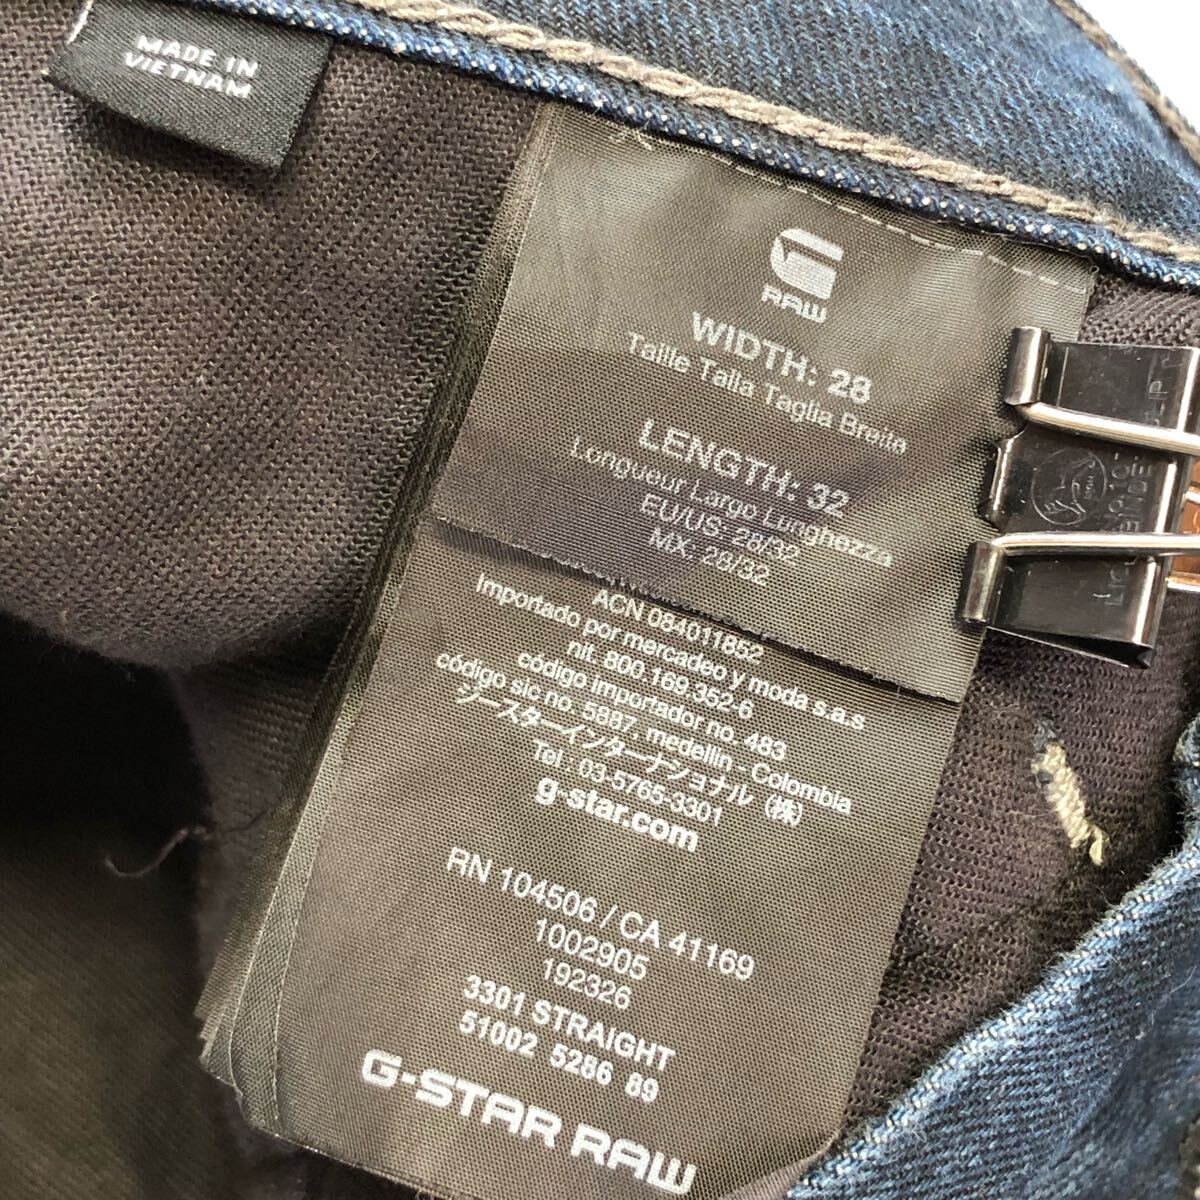 MADE IN
VIETNAM
RAW
WIDTH: 28
Taille Talla Taglia Breite
LENGTH: 32
Longueur Largo Lunghezza
EU/US: 28/32
MX: 28/32
ACN 084011852
Importado por mercadeo y moda s.a.s
nit. 800.169.352-6
código importador no. 483
código sic no. 5887, medellin - Colombia
ジースターインターナショナル (株)
Tel : 03-5765-3301
g-star.com
RN 104506 / CA 41169
1002905
192326
3301 STRAIGHT
51002 5286 89
G-STAR RAW